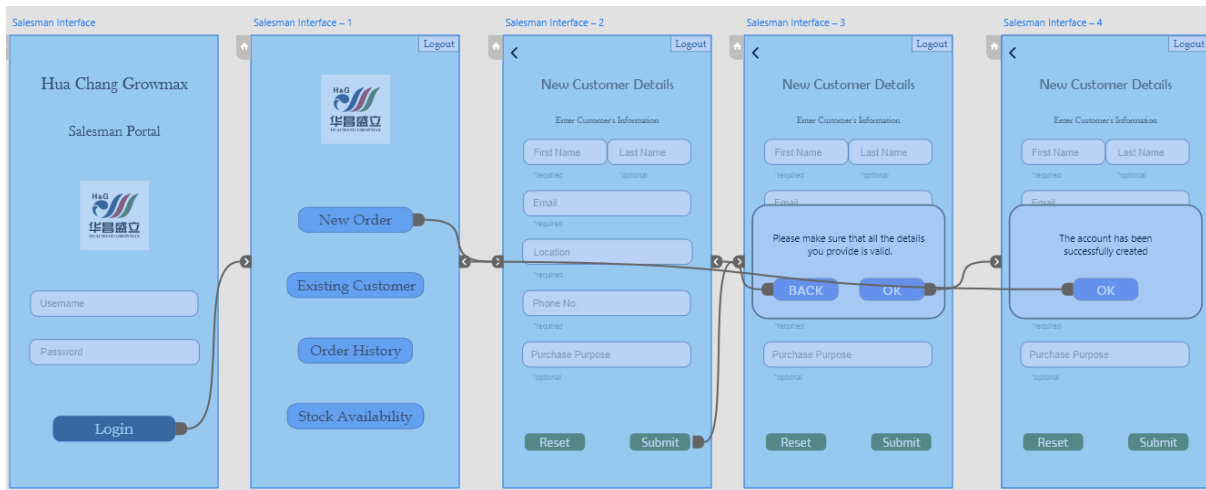 Salesman Interface
Hua Chang Growmax
Salesman Portal
H&G
华昌盛立
HUACHANG GROWMAX
Username
Password
Login
Salesman Interface – 1
Logout
H&G
华昌盛立
HUACHANG GROWMAX
New Order
Existing Customer
Order History
Stock Availability
Salesman Interface – 2
Logout
New Customer Details
Enter Customer's Information
First Name Last Name
*required *optional
Email
*required
Location
*required
Phone No.
*required
Purchase Purpose
*optional
Reset Submit
Salesman Interface – 3
Logout
New Customer Details
Enter Customer's Information
First Name Last Name
*required *optional
Email
Please make sure that all the details
you provide is valid.
BACK OK
*required
Purchase Purpose
*optional
Reset Submit
Salesman Interface – 4
Logout
New Customer Details
Enter Customer's Information
First Name Last Name
*required *optional
Email
The account has been
successfully created
OK
*required
Purchase Purpose
*optional
Reset Submit